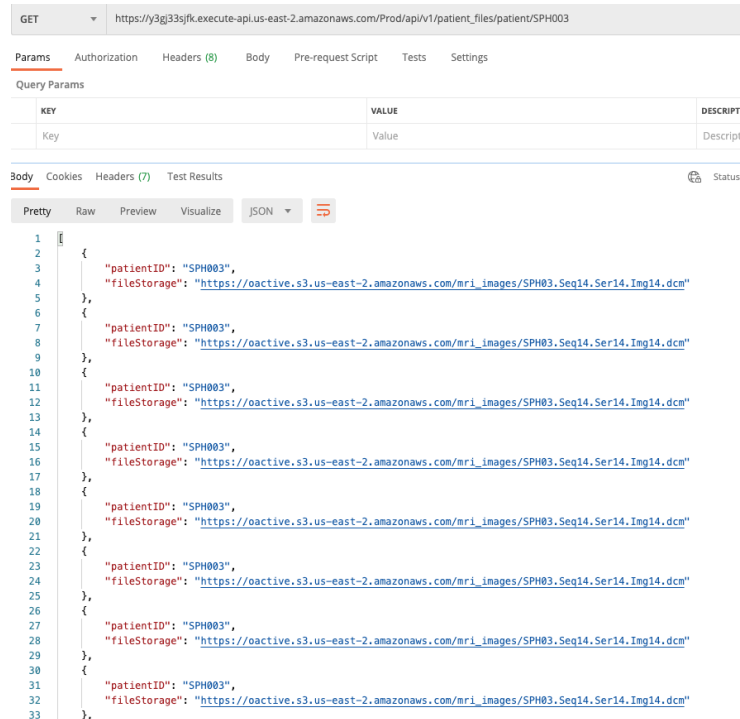 GET https://y3gj33sjfk.execute-api.us-east-2.amazonaws.com/Prod/api/v1/patient_files/patient/SPH003
Params Authorization Headers (8) Body Pre-request Script Tests Settings
Query Params
KEY VALUE DESCRIPT
Key Value Descript
Body Cookies Headers (7) Test Results Status
Pretty Raw Preview Visualize JSON
1 [
2 {
3 "patientID": "SPH003",
4 "fileStorage": "https://oactive.s3.us-east-2.amazonaws.com/mri_images/SPH03.Seq14.Ser14.Img14.dcm"
5 },
6 {
7 "patientID": "SPH003",
8 "fileStorage": "https://oactive.s3.us-east-2.amazonaws.com/mri_images/SPH03.Seq14.Ser14.Img14.dcm"
9 },
10 {
11 "patientID": "SPH003",
12 "fileStorage": "https://oactive.s3.us-east-2.amazonaws.com/mri_images/SPH03.Seq14.Ser14.Img14.dcm"
13 },
14 {
15 "patientID": "SPH003",
16 "fileStorage": "https://oactive.s3.us-east-2.amazonaws.com/mri_images/SPH03.Seq14.Ser14.Img14.dcm"
17 },
18 {
19 "patientID": "SPH003",
20 "fileStorage": "https://oactive.s3.us-east-2.amazonaws.com/mri_images/SPH03.Seq14.Ser14.Img14.dcm"
21 },
22 {
23 "patientID": "SPH003",
24 "fileStorage": "https://oactive.s3.us-east-2.amazonaws.com/mri_images/SPH03.Seq14.Ser14.Img14.dcm"
25 },
26 {
27 "patientID": "SPH003",
28 "fileStorage": "https://oactive.s3.us-east-2.amazonaws.com/mri_images/SPH03.Seq14.Ser14.Img14.dcm"
29 },
30 {
31 "patientID": "SPH003",
32 "fileStorage": "https://oactive.s3.us-east-2.amazonaws.com/mri_images/SPH03.Seq14.Ser14.Img14.dcm"
33 },